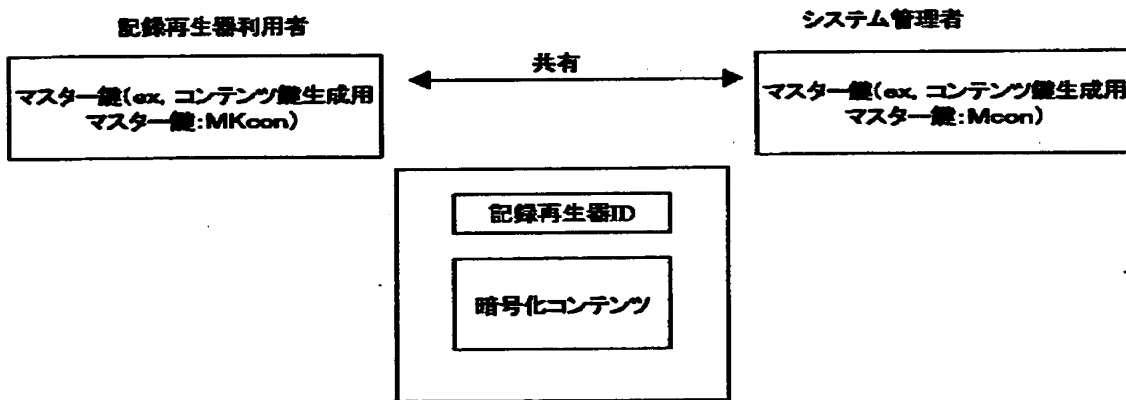 記録再生器利用者
システム管理者
共有
マスター鍵(ex, コンテンツ鍵生成用
マスター鍵:MKcon)
マスター鍵(ex, コンテンツ鍵生成用
マスター鍵:Mcon)
記録再生器ID
暗号化コンテンツ